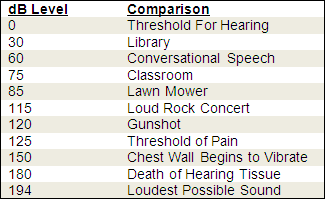 dB Level Comparison
0 Threshold For Hearing
30 Library
60 Conversational Speech
75 Classroom
85 Lawn Mower
115 Loud Rock Concert
120 Gunshot
125 Threshold of Pain
150 Chest Wall Begins to Vibrate
180 Death of Hearing Tissue
194 Loudest Possible Sound